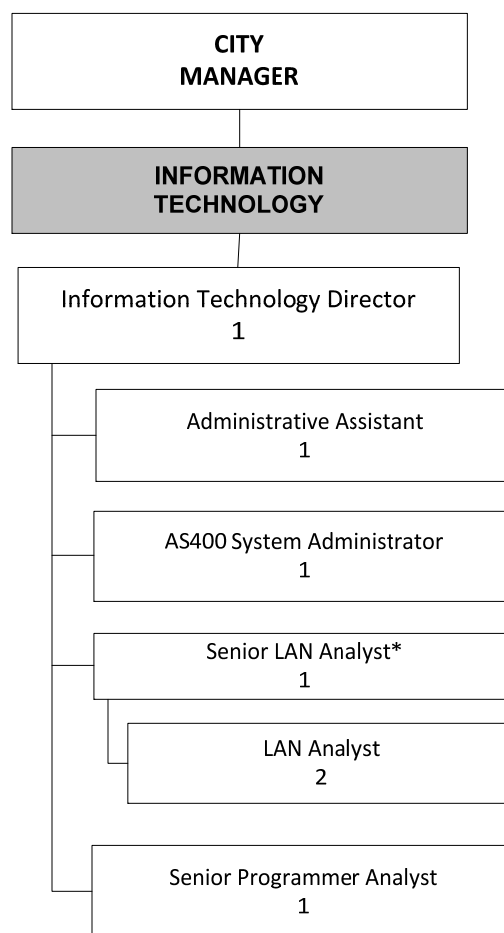 CITY
MANAGER
INFORMATION
TECHNOLOGY
Information Technology Director
1
Administrative Assistant
1
AS400 System Administrator
1
Senior LAN Analyst*
1
LAN Analyst
2
Senior Programmer Analyst
1